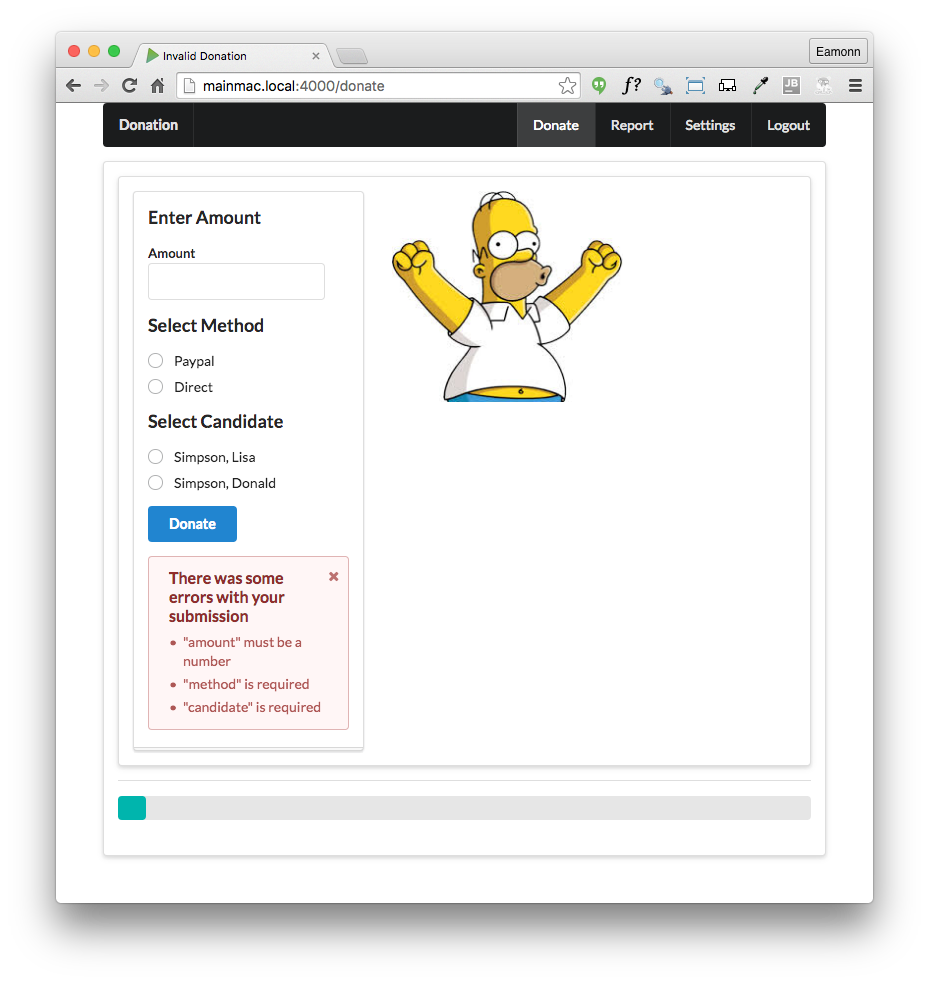 Invalid Donation
Eamonn
mainmac.local:4000/donate
f?
JB
Donation Donate Report Settings Logout
Enter Amount
Amount
Select Method
Paypal
Direct
Select Candidate
Simpson, Lisa
Simpson, Donald
Donate
There was some
errors with your
submission
"amount" must be a
number
"method" is required
"candidate" is required